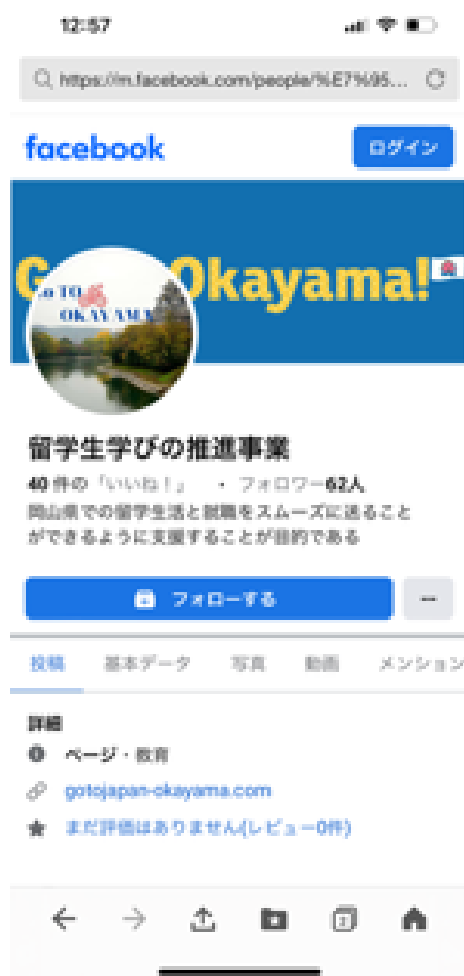 12:57
https://m.facebook.com/people/%E7%95...
facebook
ログイン
Okayama!
TO
OKAYAMA
留学生学びの推進事業
40 件の「いいね！」 ・ フォロワー62人
岡山県での留学生活と就職をスムーズに送ること
ができるように支援することが目的である
フォローする
投稿 基本データ 写真 動画 メンション
詳細
ページ・教育
gotojapan-okayama.com
まだ評価はありません(レビュー0件)